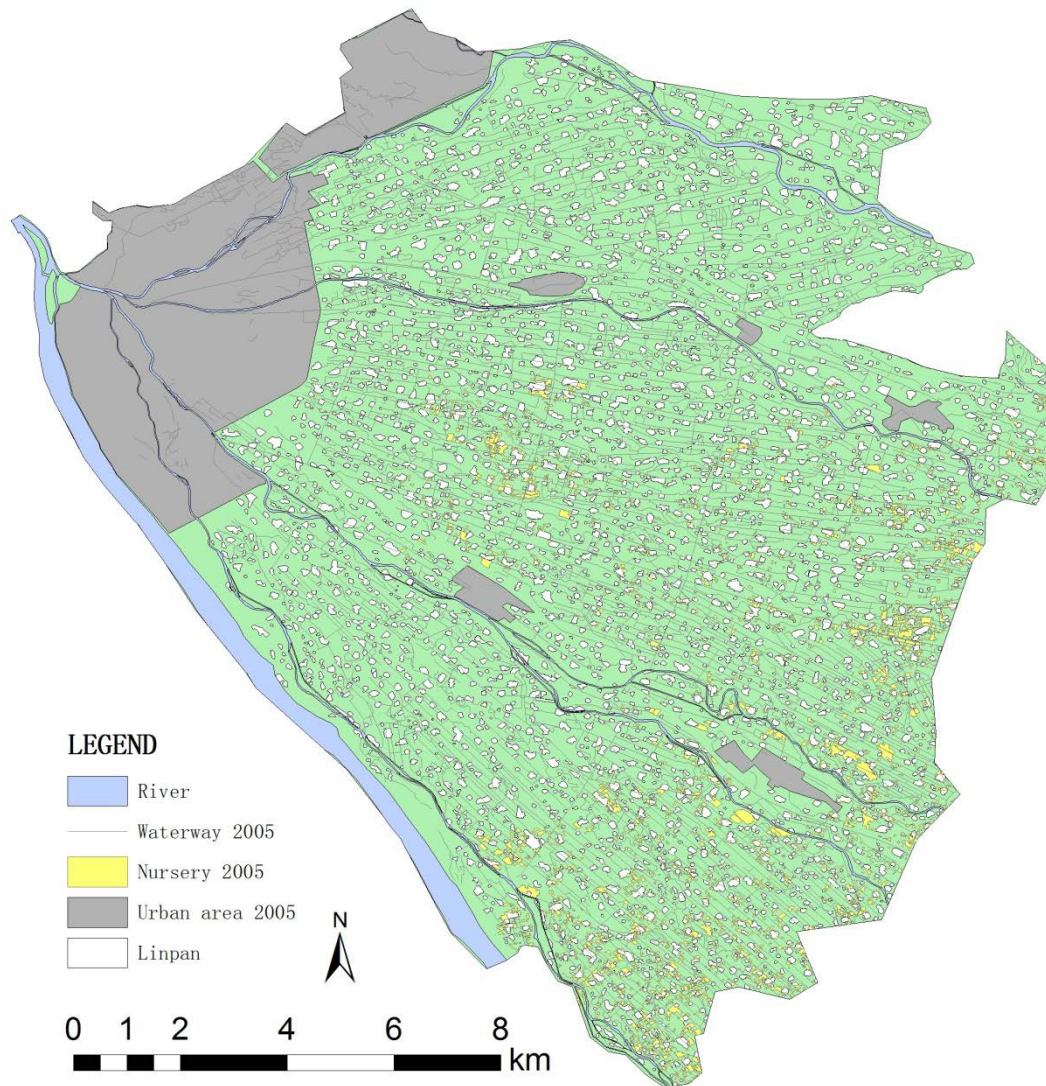 LEGEND
River
Waterway 2005
Nursery 2005
Urban area 2005
Linpan
N
0 1 2 4 6 8
km